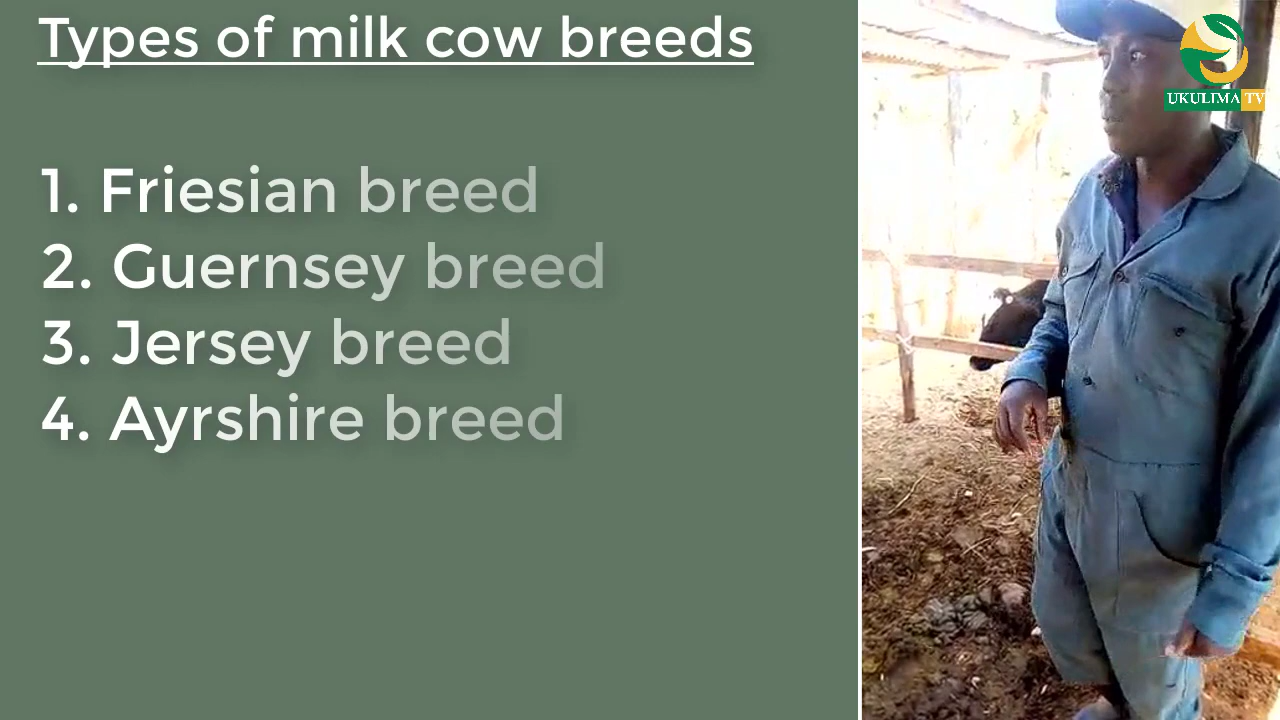 Types of milk cow breeds
1. Friesian breed
2. Guernsey breed
3. Jersey breed
4. Ayrshire breed
UKULIMA TV